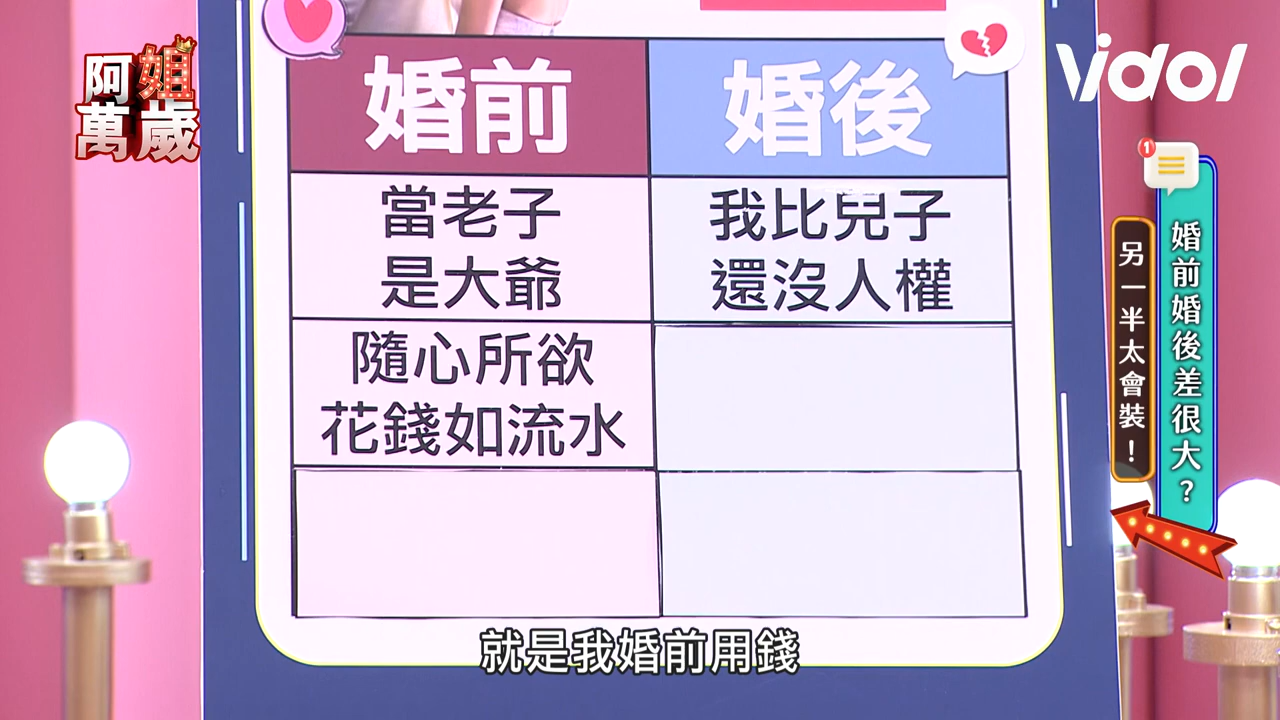 阿姐
萬歲
Vidol
婚前
婚後
當老子
是大爺
我比兒子
還沒人權
隨心所欲
花錢如流水
1
婚前婚後差很大？
另一半太會裝！
就是我婚前用錢